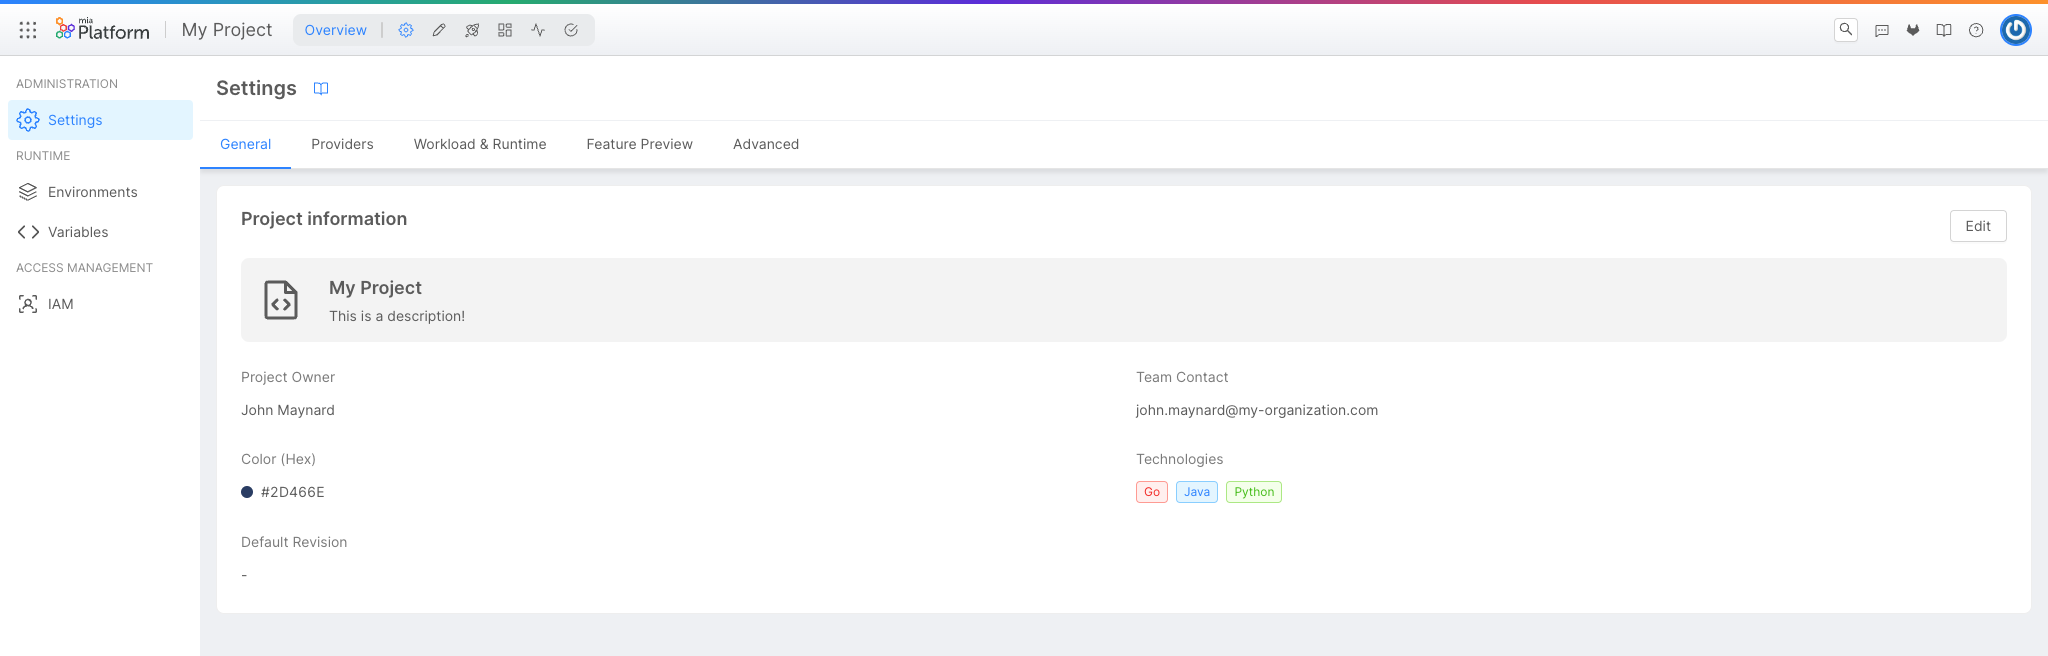 mia
Platform
My Project
Overview
ADMINISTRATION
Settings
RUNTIME
Environments
Variables
ACCESS MANAGEMENT
IAM
Settings
General Providers Workload & Runtime Feature Preview Advanced
Project information
Edit
My Project
This is a description!
Project Owner
John Maynard
Team Contact
john.maynard@my-organization.com
Color (Hex)
#2D466E
Technologies
Go Java Python
Default Revision
-